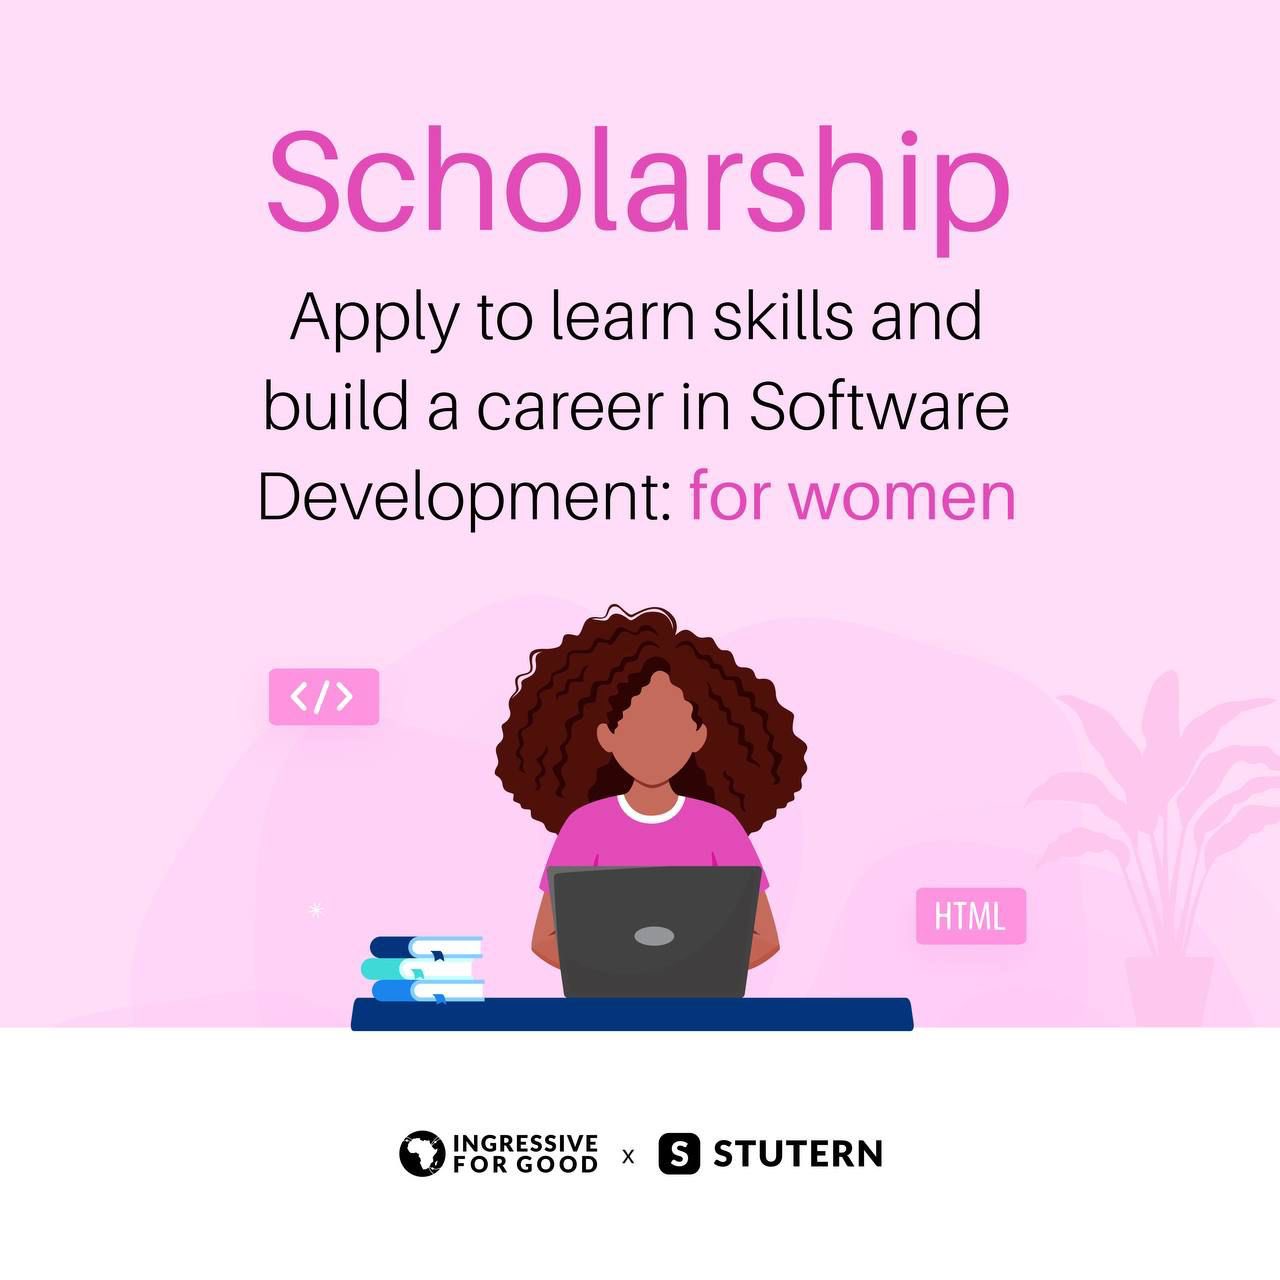 Scholarship
Apply to learn skills and
build a career in Software
Development: for women
</>
HTML
INGRESSIVE
FOR GOOD
x
S STUTERN